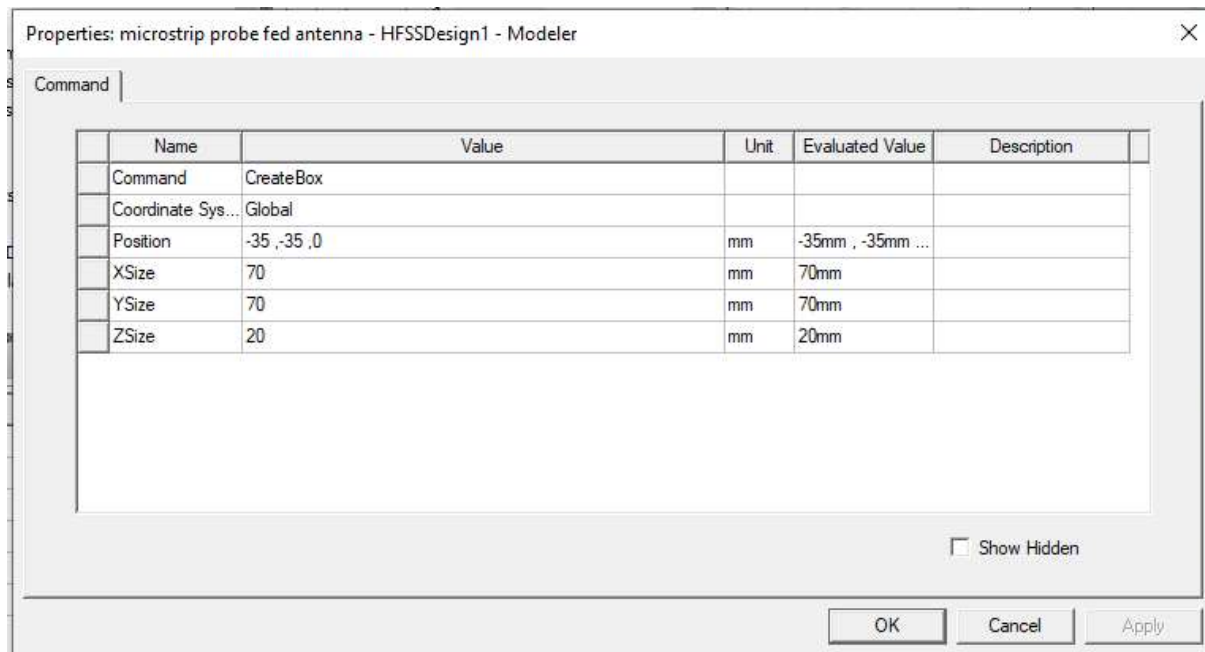 Properties: microstrip probe fed antenna - HFSSDesign1 - Modeler
Command
Name Value Unit Evaluated Value Description
Command CreateBox
Coordinate Sys... Global
Position -35 ,-35 ,0 mm -35mm , -35mm ...
XSize 70 mm 70mm
YSize 70 mm 70mm
ZSize 20 mm 20mm
Show Hidden
OK Cancel Apply